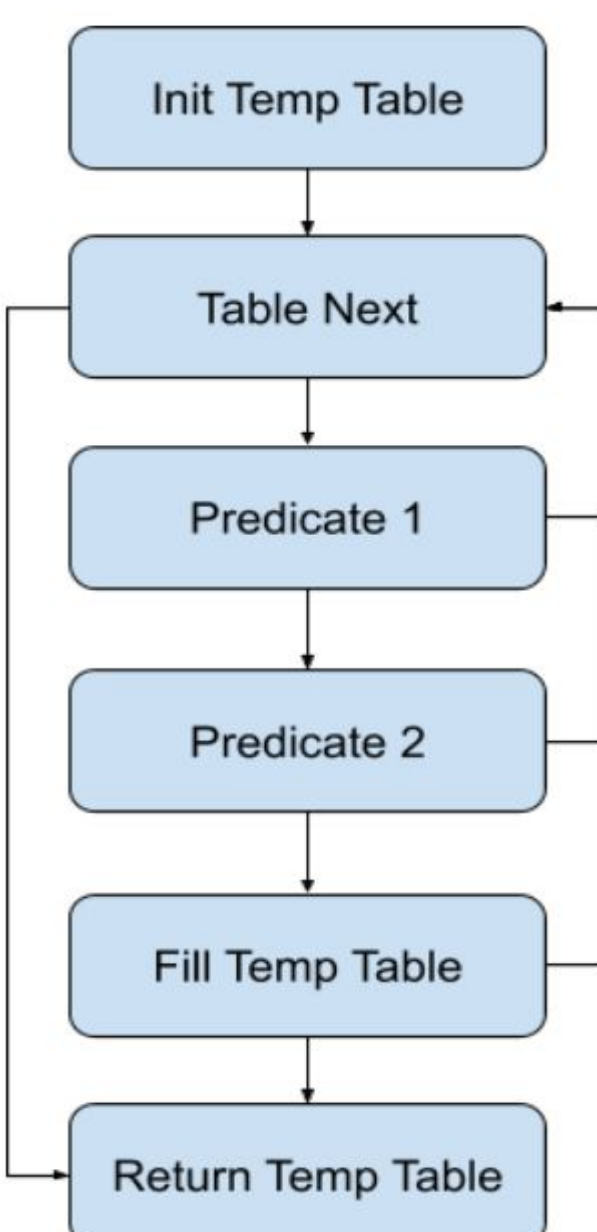 Init Temp Table
Table Next
Predicate 1
Predicate 2
Fill Temp Table
Return Temp Table